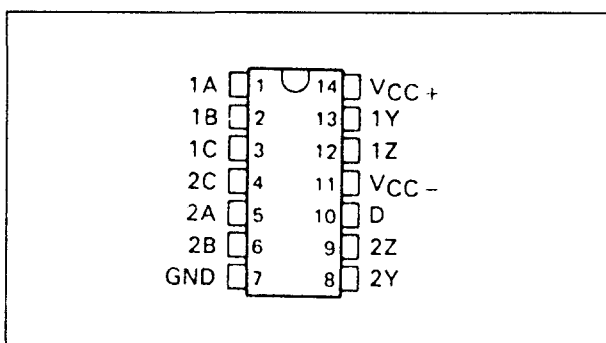 1A 1 14 VCC+
1B 2 13 1Y
1C 3 12 1Z
2C 4 11 VCC-
2A 5 10 D
2B 6 9 2Z
GND 7 8 2Y